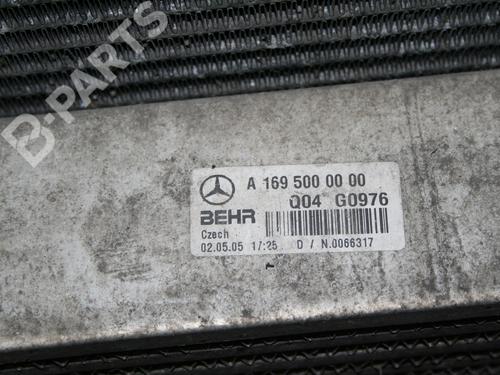 B-PARTS
A 169 500 00 00
BEHR
Q04 G0976
Czech
02.05.05 17:25 D / N.0066317